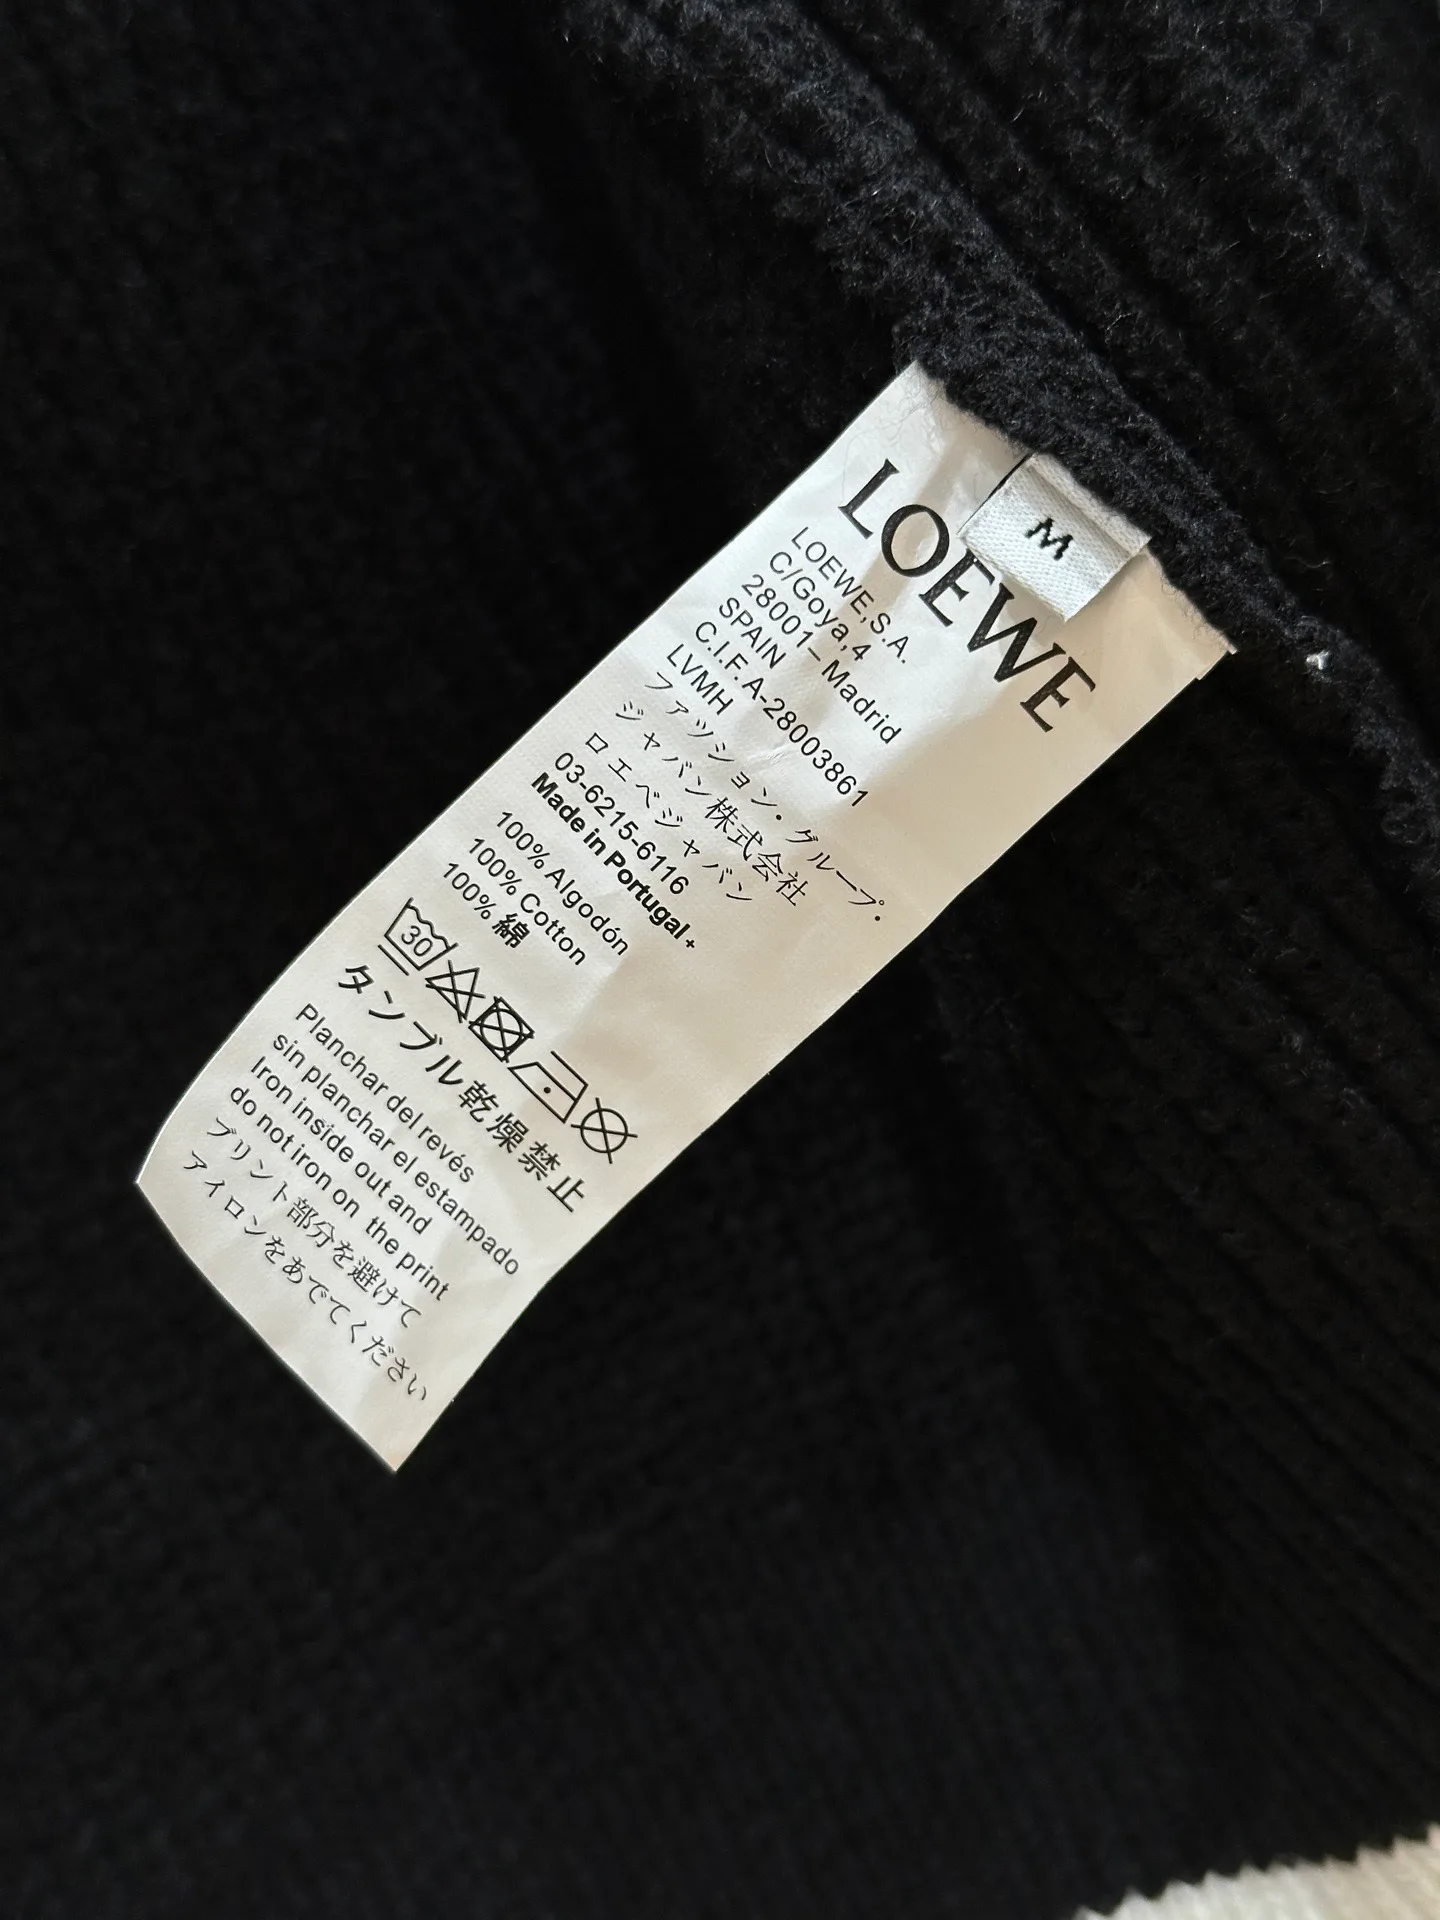 LOEWE
M
LOEWE,S.A.
C/Goya,4
28001–Madrid
SPAIN
C.I.F.A-28003861
LVMH
ファッション・グループ・
ジャパン株式会社
ロエベジャパン
03-6215-6116
Made in Portugal+
100% Algodón
100% Cotton
100% 綿
30
タンブル乾燥禁止
Planchar del revés
sin planchar el estampado
Iron inside out and
do not iron on the print
プリント部分を避けて
アイロンをあでてください